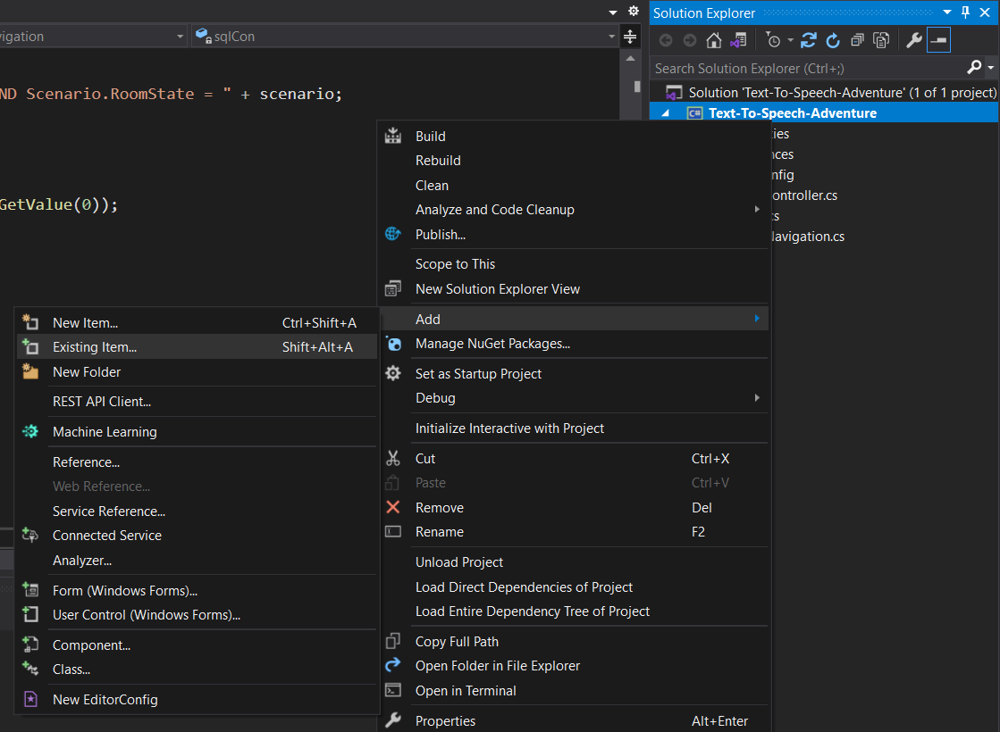 vigation
sqlCon
Solution Explorer
Search Solution Explorer (Ctrl+;)
Solution 'Text-To-Speech-Adventure' (1 of 1 project)
C# Text-To-Speech-Adventure
ies
nces
nfig
ontroller.cs
cs
Navigation.cs
ND Scenario.RoomState = " + scenario;
GetValue(0));
Build
Rebuild
Clean
Analyze and Code Cleanup
Publish...
Scope to This
New Solution Explorer View
Add
Manage NuGet Packages...
Set as Startup Project
Debug
Initialize Interactive with Project
Cut Ctrl+X
Paste Ctrl+V
Remove Del
Rename F2
Unload Project
Load Direct Dependencies of Project
Load Entire Dependency Tree of Project
Copy Full Path
Open Folder in File Explorer
Open in Terminal
Properties Alt+Enter
New Item... Ctrl+Shift+A
Existing Item... Shift+Alt+A
New Folder
REST API Client...
Machine Learning
Reference...
Web Reference...
Service Reference...
Connected Service
Analyzer...
Form (Windows Forms)...
User Control (Windows Forms)...
Component...
Class...
New EditorConfig